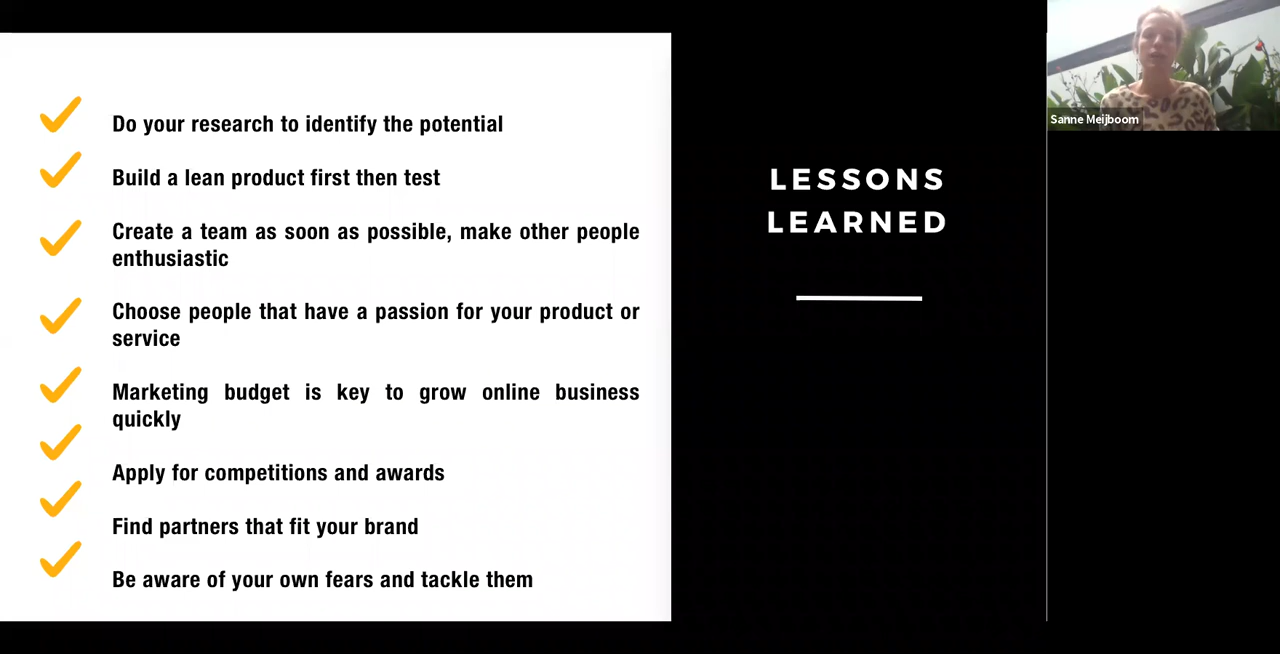 Do your research to identify the potential
Build a lean product first then test
Create a team as soon as possible, make other people
enthusiastic
Choose people that have a passion for your product or
service
Marketing budget is key to grow online business
quickly
Apply for competitions and awards
Find partners that fit your brand
Be aware of your own fears and tackle them
LESSONS
LEARNED
Sanne Meijboom